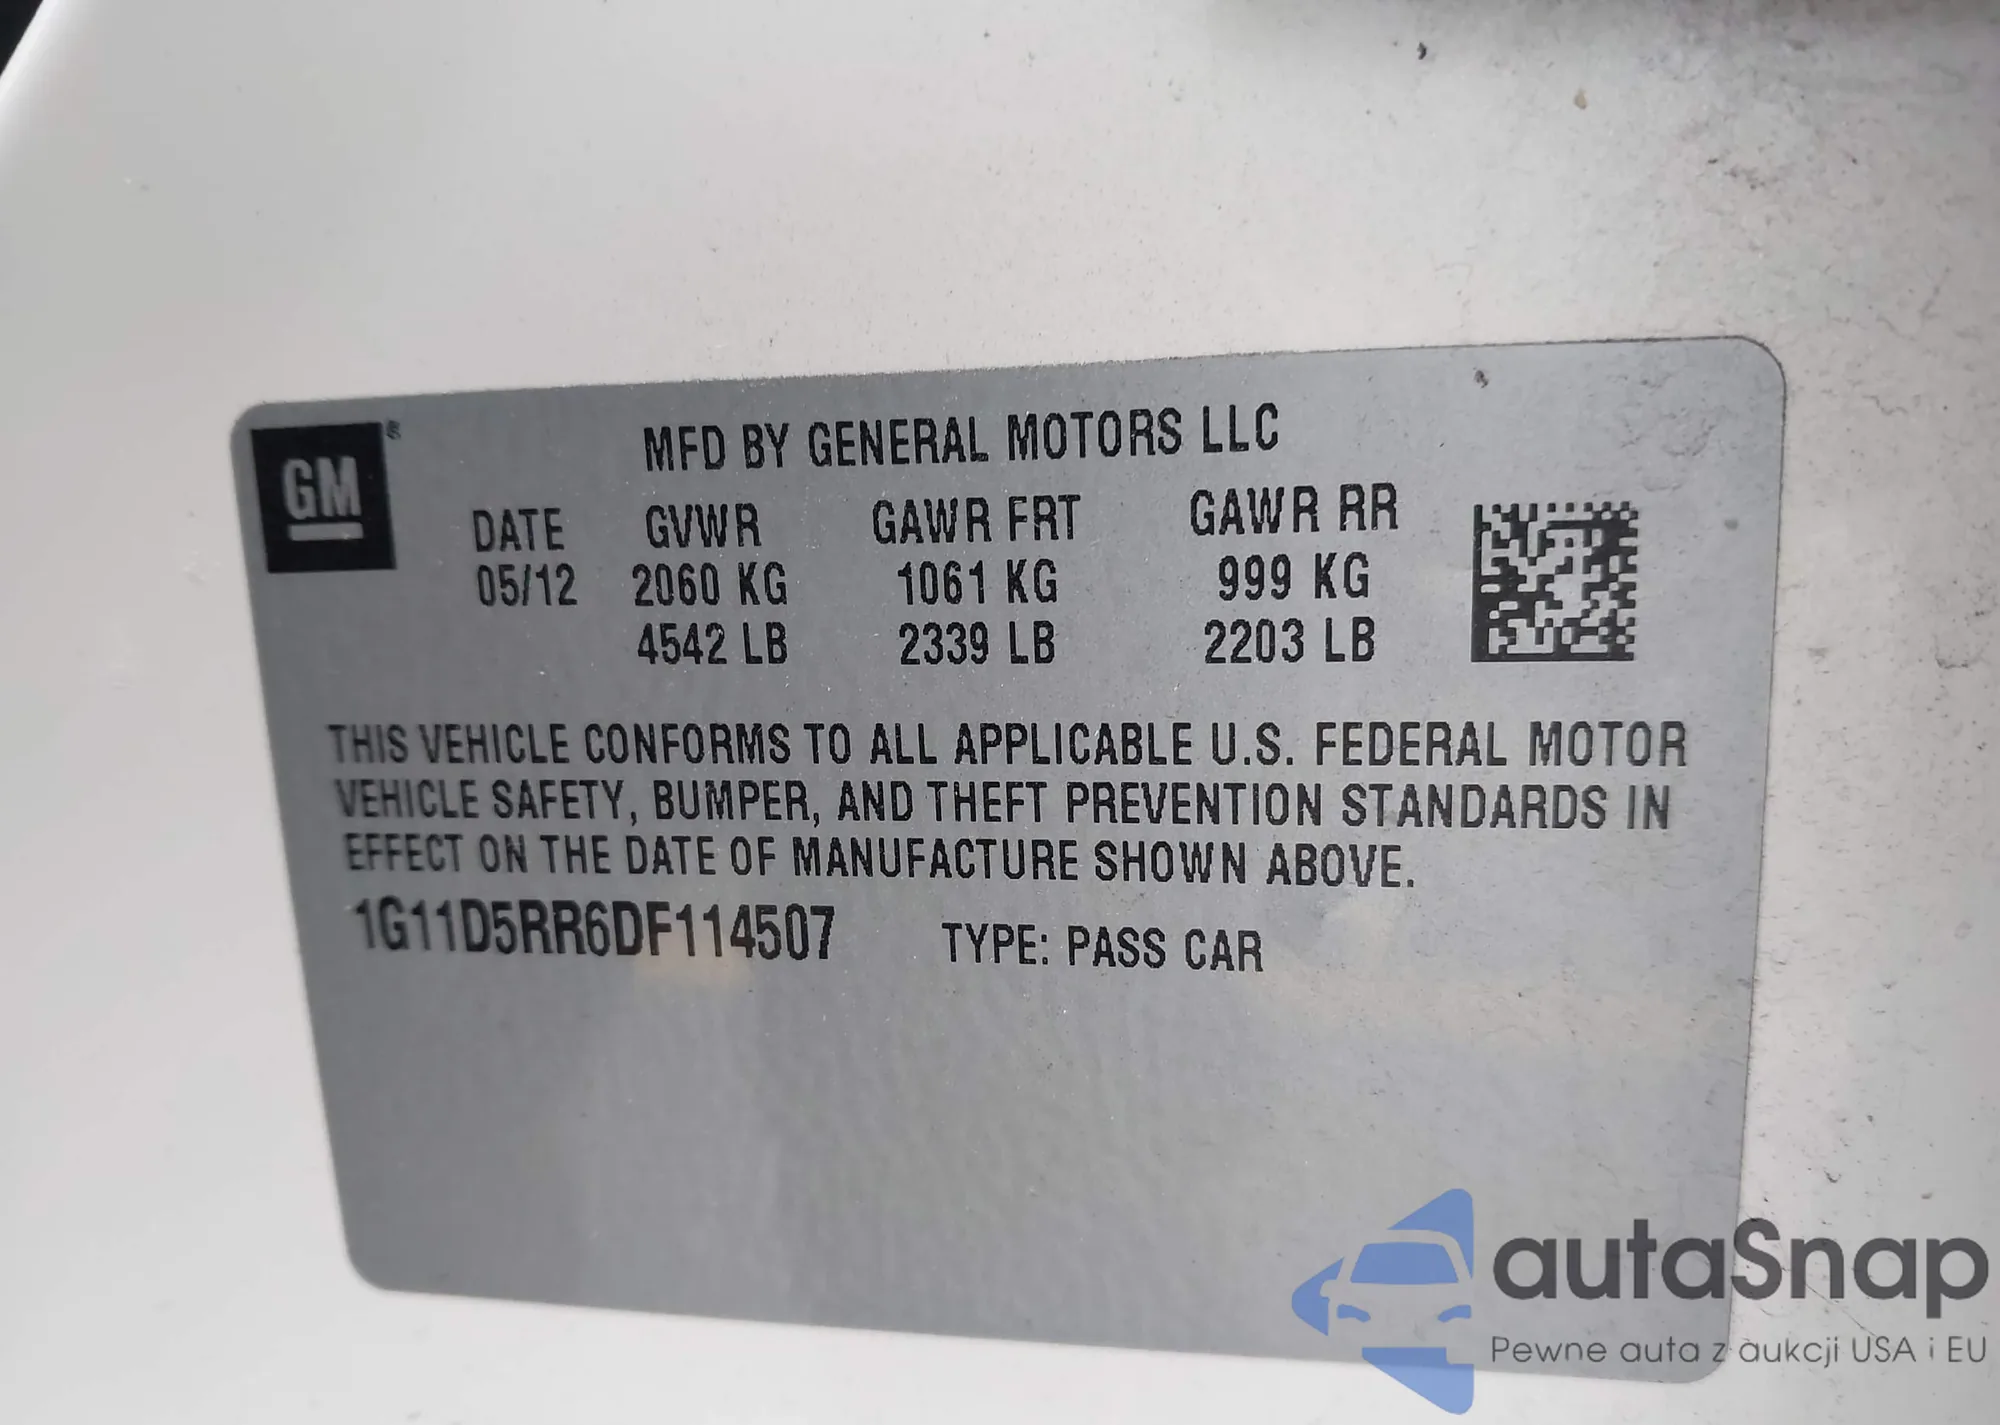 GM
MFD BY GENERAL MOTORS LLC
DATE GVWR GAWR FRT GAWR RR
05/12 2060 KG 1061 KG 999 KG
4542 LB 2339 LB 2203 LB
THIS VEHICLE CONFORMS TO ALL APPLICABLE U.S. FEDERAL MOTOR
VEHICLE SAFETY, BUMPER, AND THEFT PREVENTION STANDARDS IN
EFFECT ON THE DATE OF MANUFACTURE SHOWN ABOVE.
1G11D5RR6DF114507 TYPE: PASS CAR
autaSnap
Pewne auta z aukcji USA i EU